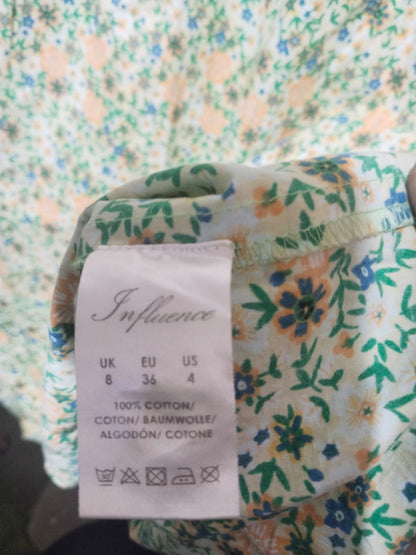 Influence
UK EU US
8 36 4
100% COTTON/
COTON/ BAUMWOLLE/
ALGODÓN/ COTONE